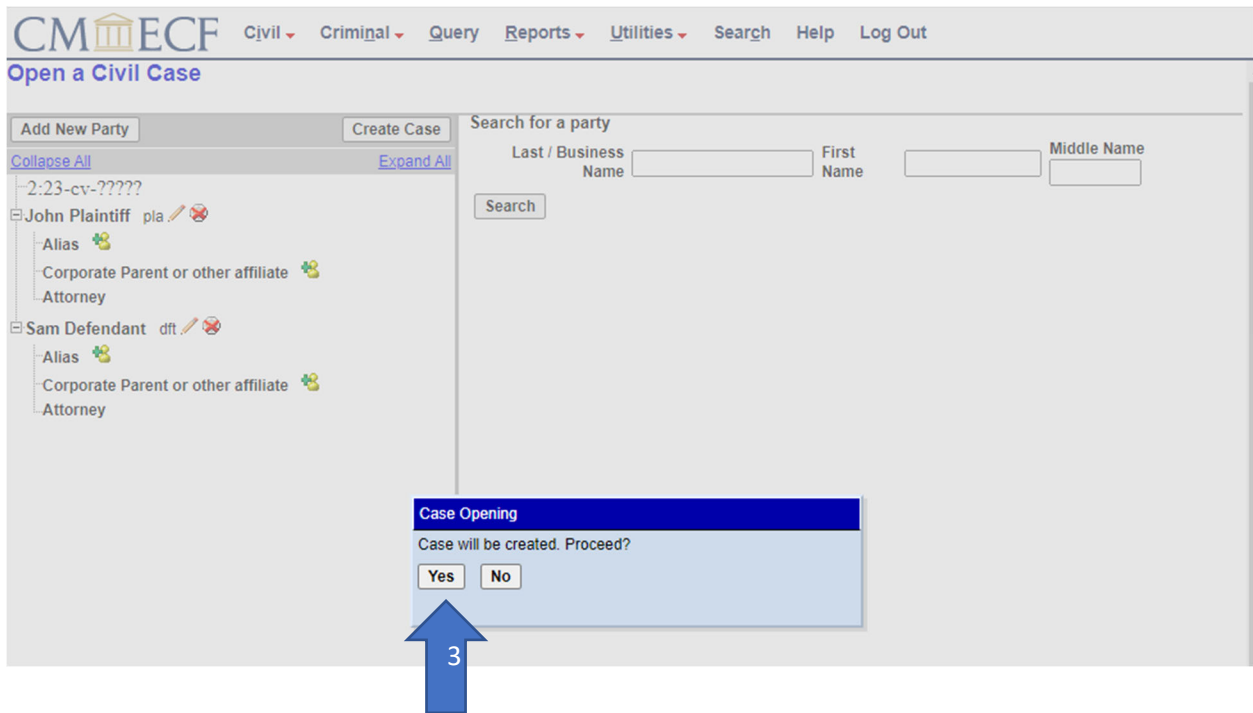 CM ECF Civil Criminal Query Reports Utilities Search Help Log Out
Open a Civil Case
Add New Party Create Case
Collapse All Expand All
2:23-cv-?????
John Plaintiff pla
Alias
Corporate Parent or other affiliate
Attorney
Sam Defendant dft
Alias
Corporate Parent or other affiliate
Attorney
Search for a party
Last / Business Name First Name Middle Name
Search
Case Opening
Case will be created. Proceed?
Yes No
3